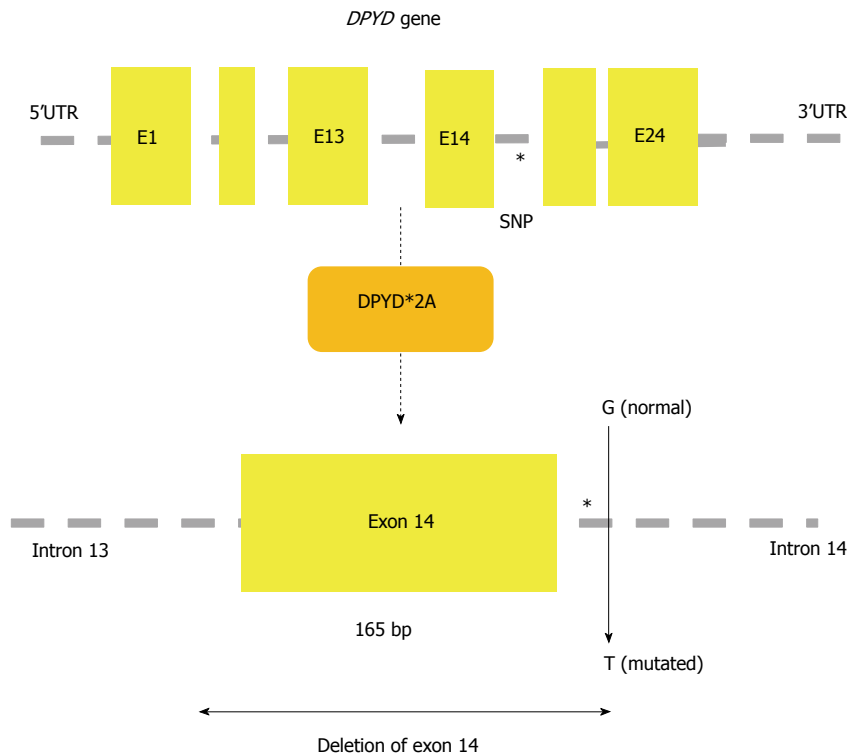 DPYD gene
5'UTR
3'UTR
E1
E13
E14
E24
*
SNP
DPYD*2A
G (normal)
*
Exon 14
Intron 13
Intron 14
165 bp
T (mutated)
Deletion of exon 14